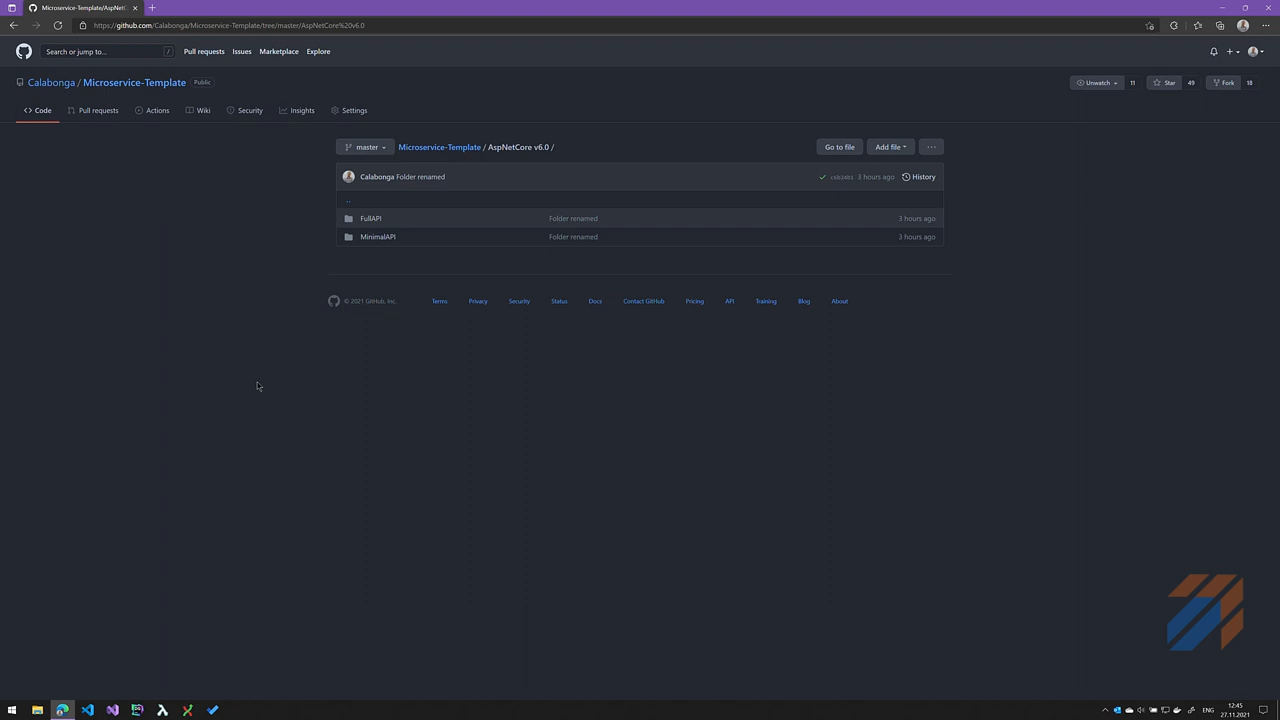 Microservice-Template/AspNetC
https://github.com/Calabonga/Microservice-Template/tree/master/AspNetCore%20v6.0
Search or jump to... /
Pull requests Issues Marketplace Explore
Calabonga / Microservice-Template Public
Unwatch 11 Star 49 Fork 18
Code Pull requests Actions Wiki Security Insights Settings
master Microservice-Template / AspNetCore v6.0 /
Go to file Add file ...
Calabonga Folder renamed 3 hours ago History
..
FullAPI Folder renamed 3 hours ago
MinimalAPI Folder renamed 3 hours ago
© 2021 GitHub, Inc. Terms Privacy Security Status Docs Contact GitHub Pricing API Training Blog About
ENG
12:45
27.11.2021